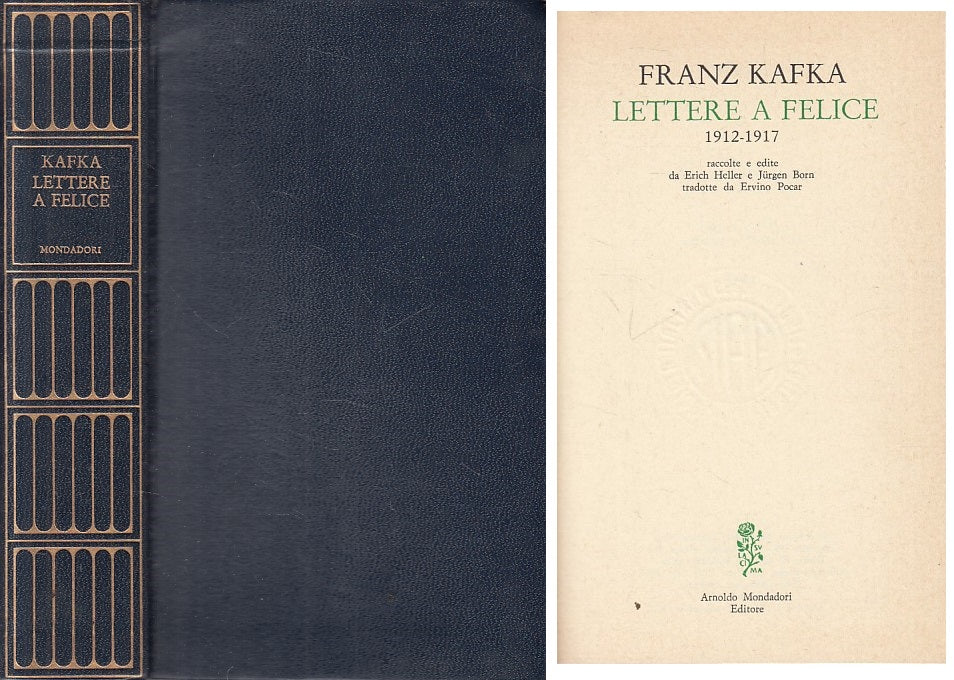 KAFKA
LETTERE
A FELICE
MONDADORI
FRANZ KAFKA
LETTERE A FELICE
1912-1917
raccolte e edite
da Erich Heller e Jürgen Born
tradotte da Ervino Pocar
IN
LA
CI
SV
MA
Arnoldo Mondadori
Editore